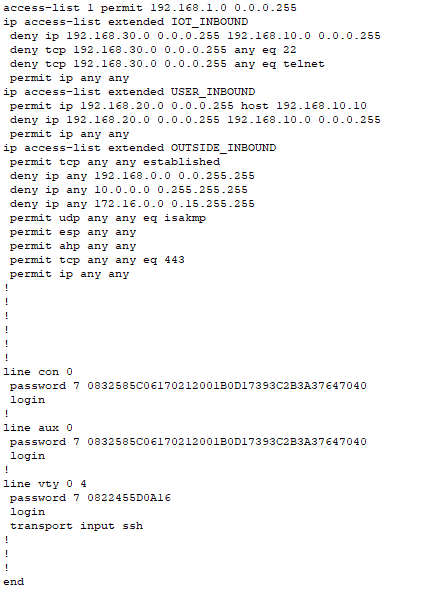 access-list 1 permit 192.168.1.0 0.0.0.255
ip access-list extended IOT_INBOUND
 deny ip 192.168.30.0 0.0.0.255 192.168.10.0 0.0.0.255
 deny tcp 192.168.30.0 0.0.0.255 any eq 22
 deny tcp 192.168.30.0 0.0.0.255 any eq telnet
 permit ip any any
ip access-list extended USER_INBOUND
 permit ip 192.168.20.0 0.0.0.255 host 192.168.10.10
 deny ip 192.168.20.0 0.0.0.255 192.168.10.0 0.0.0.255
 permit ip any any
ip access-list extended OUTSIDE_INBOUND
 permit tcp any any established
 deny ip any 192.168.0.0 0.0.255.255
 deny ip any 10.0.0.0 0.255.255.255
 deny ip any 172.16.0.0 0.15.255.255
 permit udp any any eq isakmp
 permit esp any any
 permit ahp any any
 permit tcp any any eq 443
 permit ip any any
!
!
!
!
!
!
line con 0
 password 7 0832585C06170212001B0D17393C2B3A37647040
 login
!
line aux 0
 password 7 0832585C06170212001B0D17393C2B3A37647040
 login
!
line vty 0 4
 password 7 0822455D0A16
 login
 transport input ssh
!
!
!
end